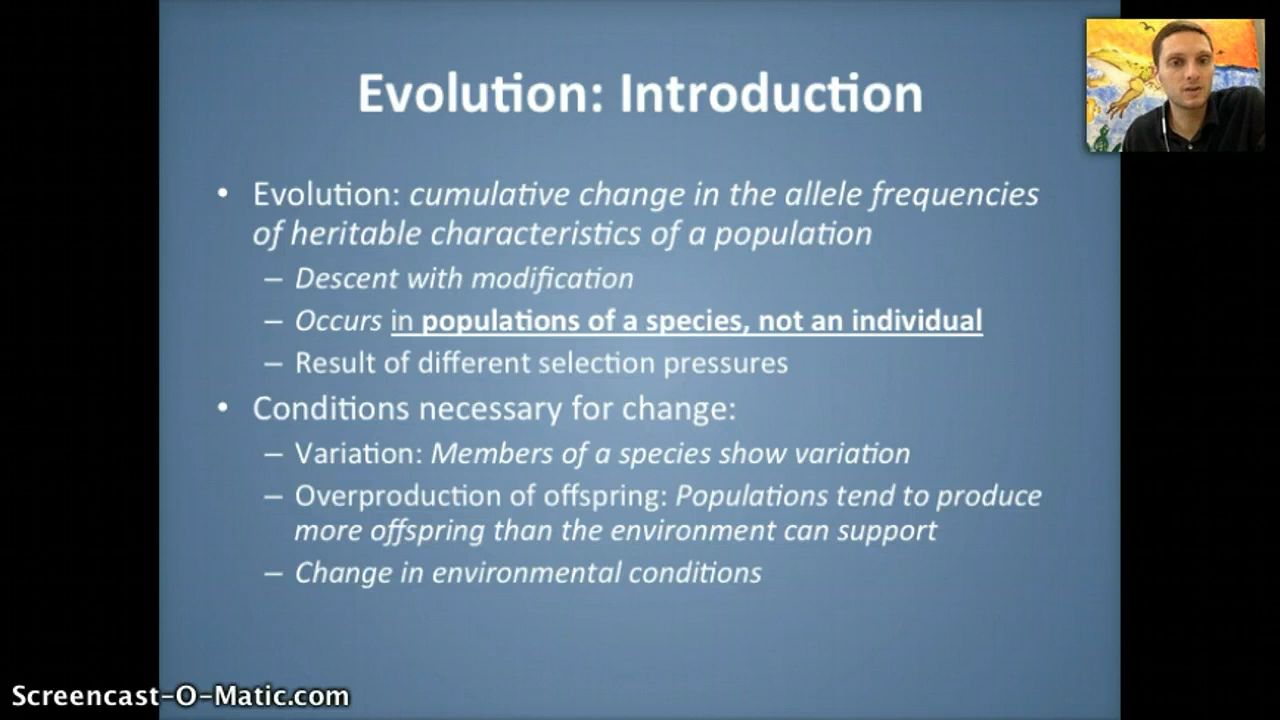 Evolution: Introduction
• Evolution: cumulative change in the allele frequencies
of heritable characteristics of a population
– Descent with modification
– Occurs in populations of a species, not an individual
– Result of different selection pressures
• Conditions necessary for change:
– Variation: Members of a species show variation
– Overproduction of offspring: Populations tend to produce
more offspring than the environment can support
– Change in environmental conditions
Screencast-O-Matic.com